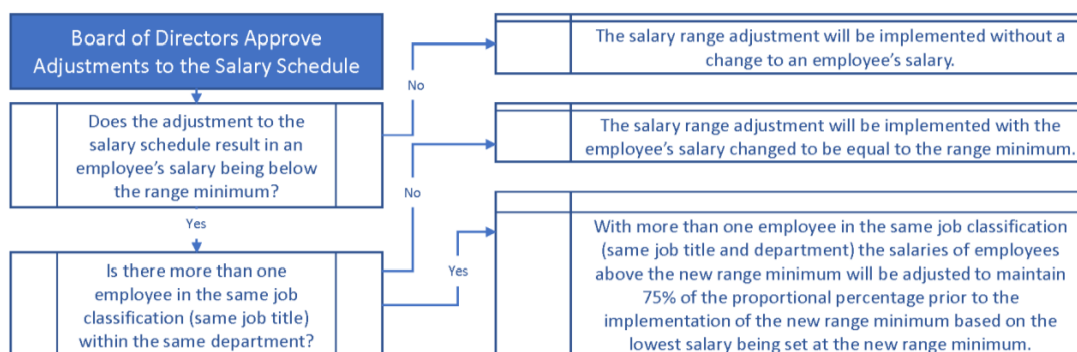 Board of Directors Approve
Adjustments to the Salary Schedule
The salary range adjustment will be implemented without a
change to an employee's salary.
No
Does the adjustment to the
salary schedule result in an
employee's salary being below
the range minimum?
The salary range adjustment will be implemented with the
employee's salary changed to be equal to the range minimum.
No
Yes
Is there more than one
employee in the same job
classification (same job title)
within the same department?
Yes
With more than one employee in the same job classification
(same job title and department) the salaries of employees
above the new range minimum will be adjusted to maintain
75% of the proportional percentage prior to the
implementation of the new range minimum based on the
lowest salary being set at the new range minimum.